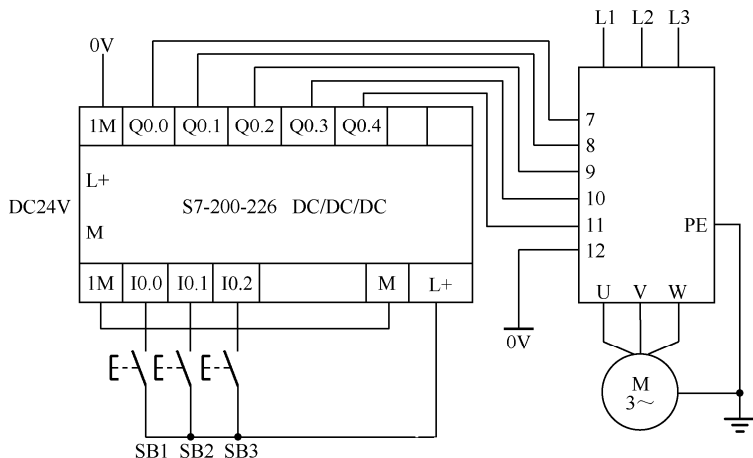 L1 L2 L3
0V
1M Q0.0 Q0.1 Q0.2 Q0.3 Q0.4
7
8
9
10
11
12
L+
DC24V
S7-200-226 DC/DC/DC
M
PE
1M I0.0 I0.1 I0.2 M L+
U V W
0V
M
3～
SB1 SB2 SB3